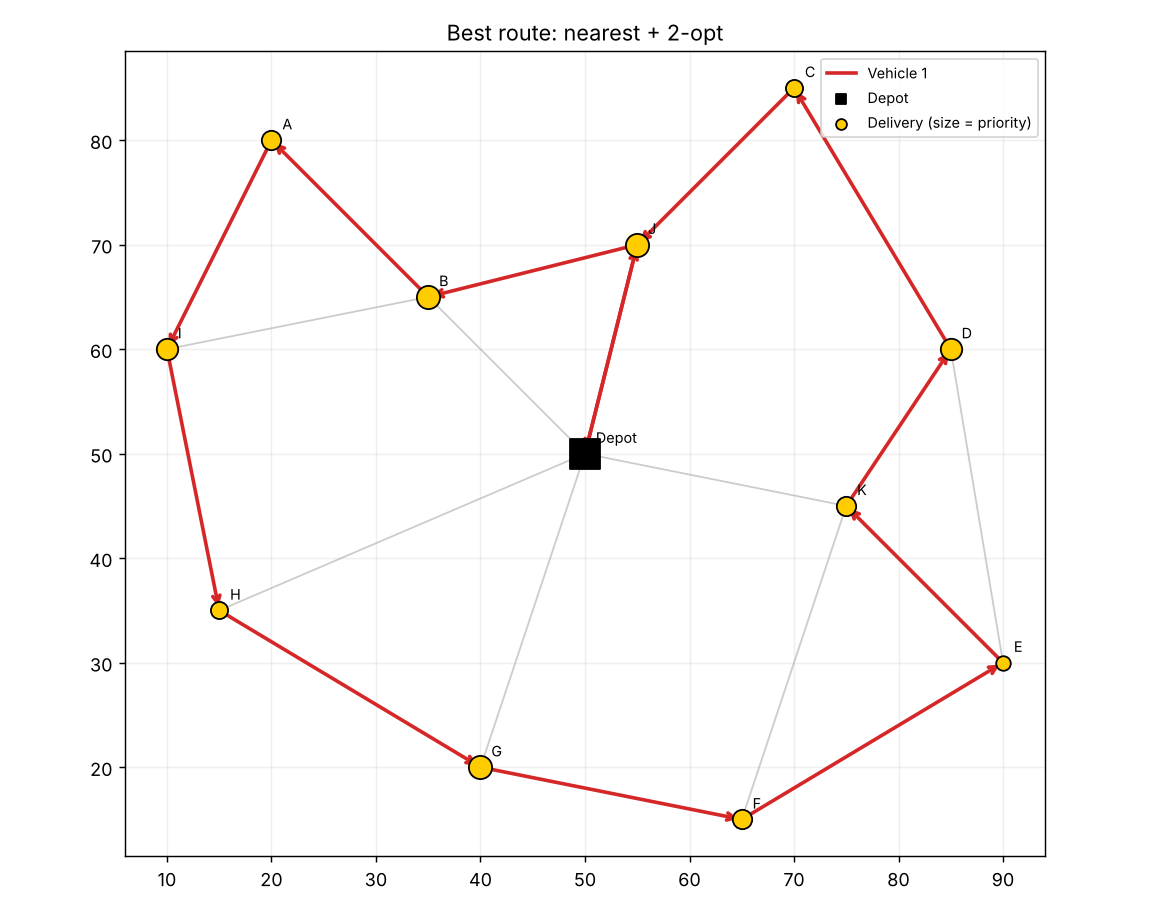 Best route: nearest + 2-opt
Vehicle 1
Depot
Delivery (size = priority)
C
A
J
B
I
D
Depot
K
H
E
G
F
80
70
60
50
40
30
20
10 20 30 40 50 60 70 80 90